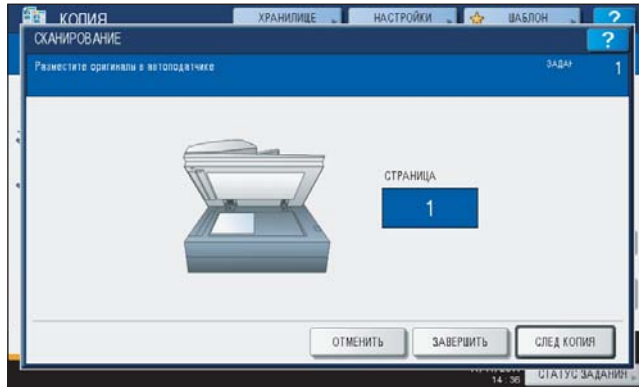 КОПИЯ ХРАНИЛИЩЕ НАСТРОЙКИ ШАБЛОН ?
СКАНИРОВАНИЕ ?
Разместите оригиналы в автоподатчике ЗАДАН 1
СТРАНИЦА
1
ОТМЕНИТЬ ЗАВЕРШИТЬ СЛЕД КОПИЯ
14:36 СТАТУС ЗАДАНИЯ